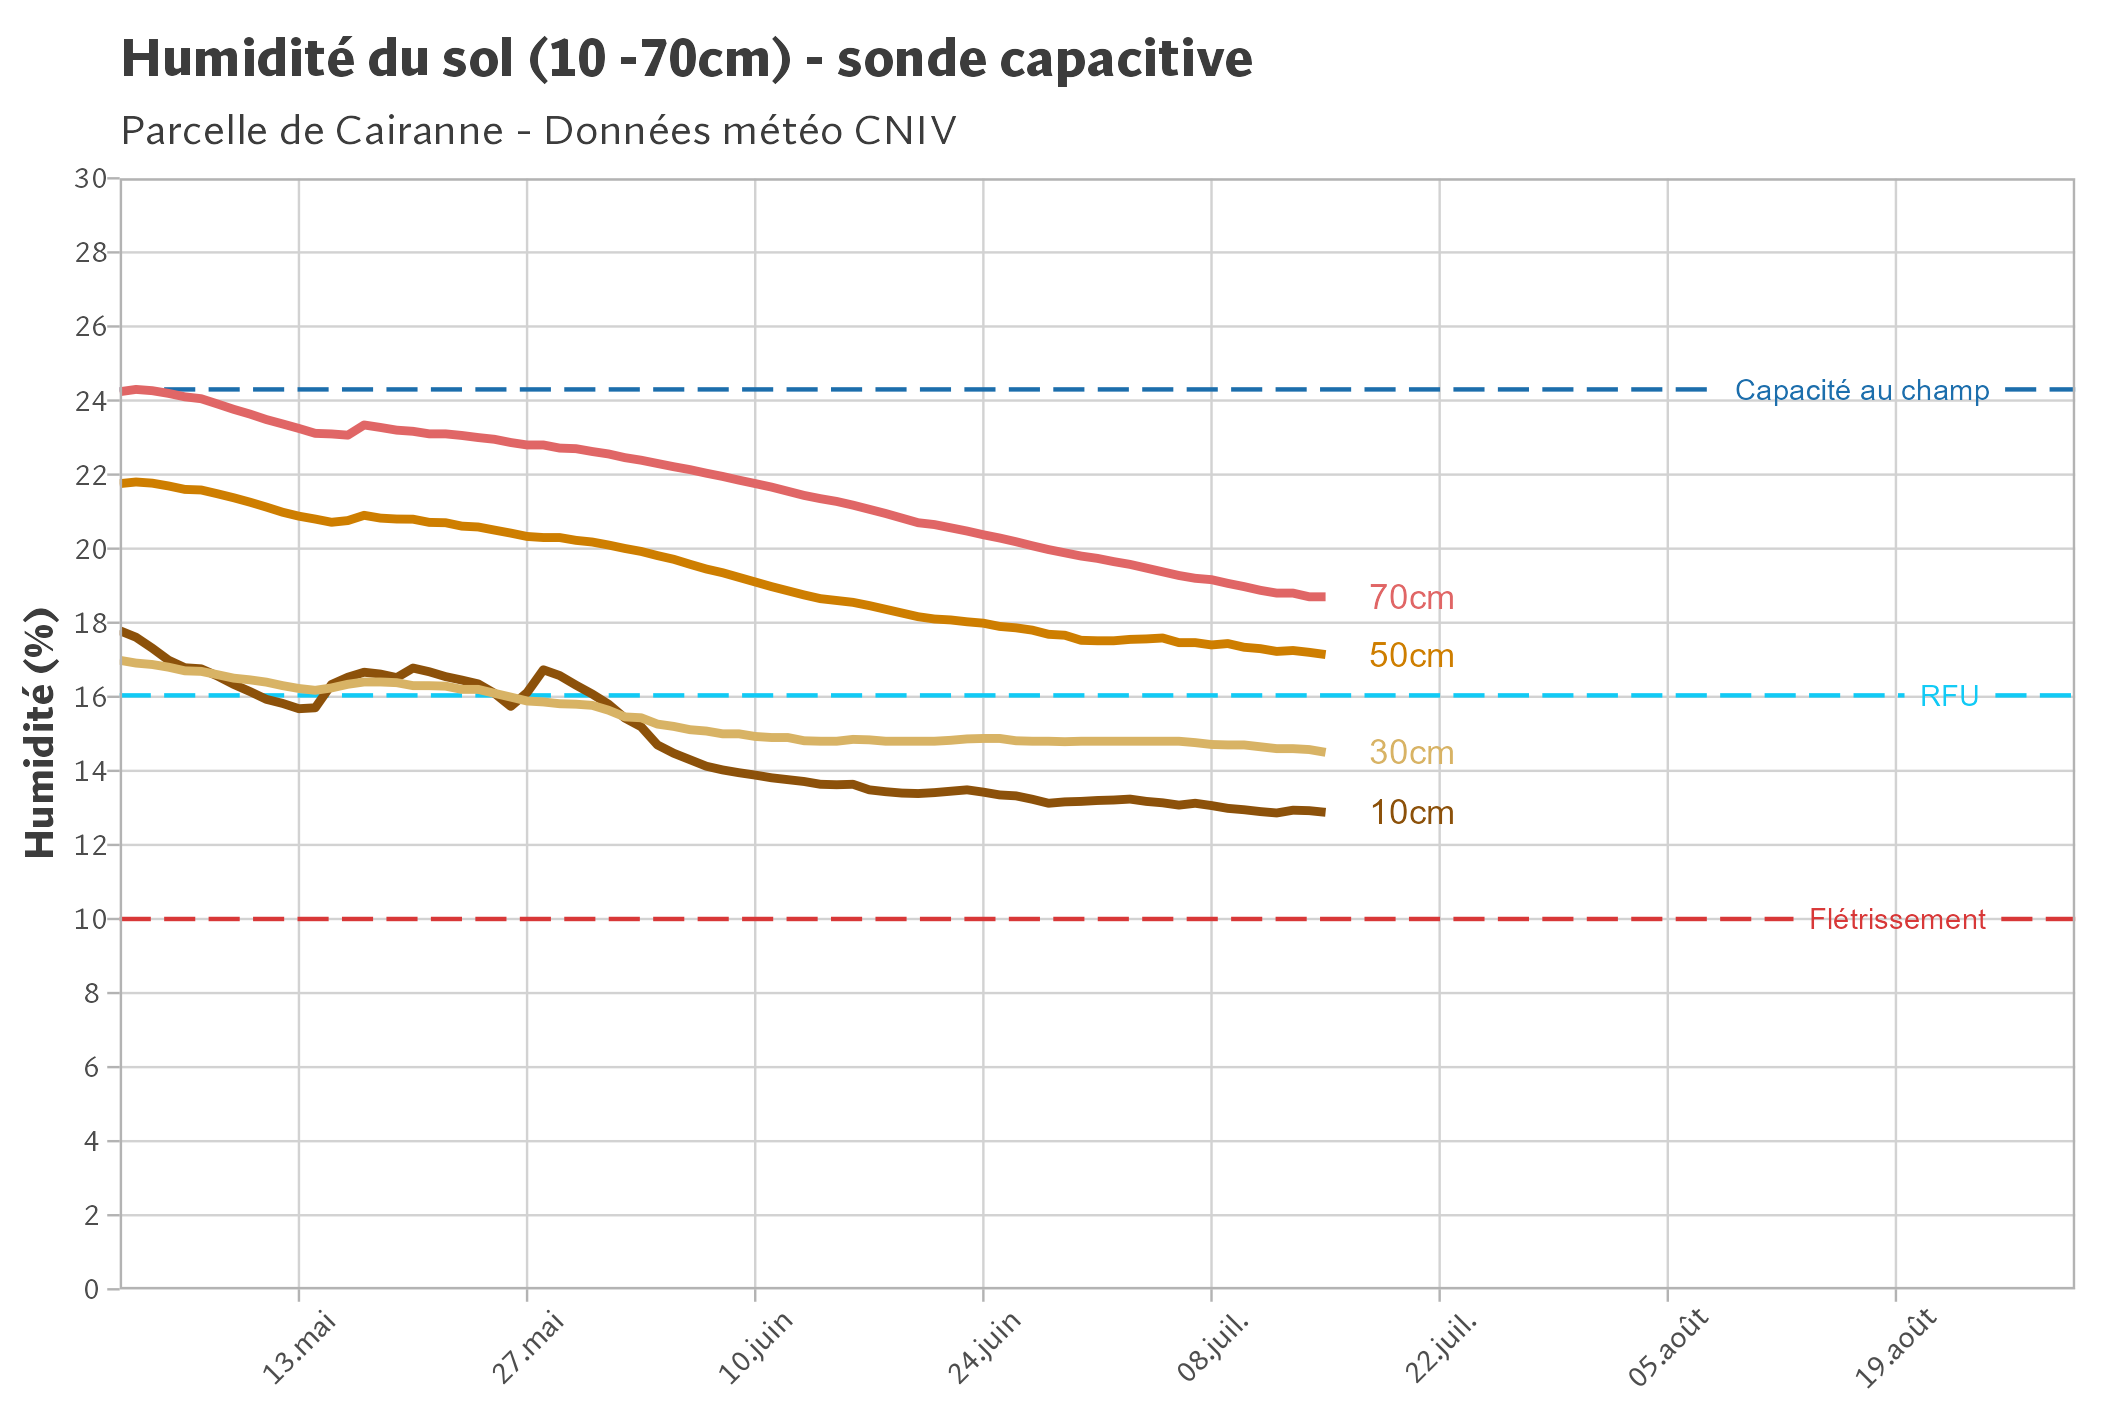 Humidité du sol (10 -70cm) - sonde capacitive
Parcelle de Cairanne - Données météo CNIV
Humidité (%)
30
28
26
24
22
20
18
16
14
12
10
8
6
4
2
0
Capacité au champ
70cm
50cm
RFU
30cm
10cm
Flétrissement
13.mai
27.mai
10.juin
24.juin
08.juil.
22.juil.
05.août
19.août